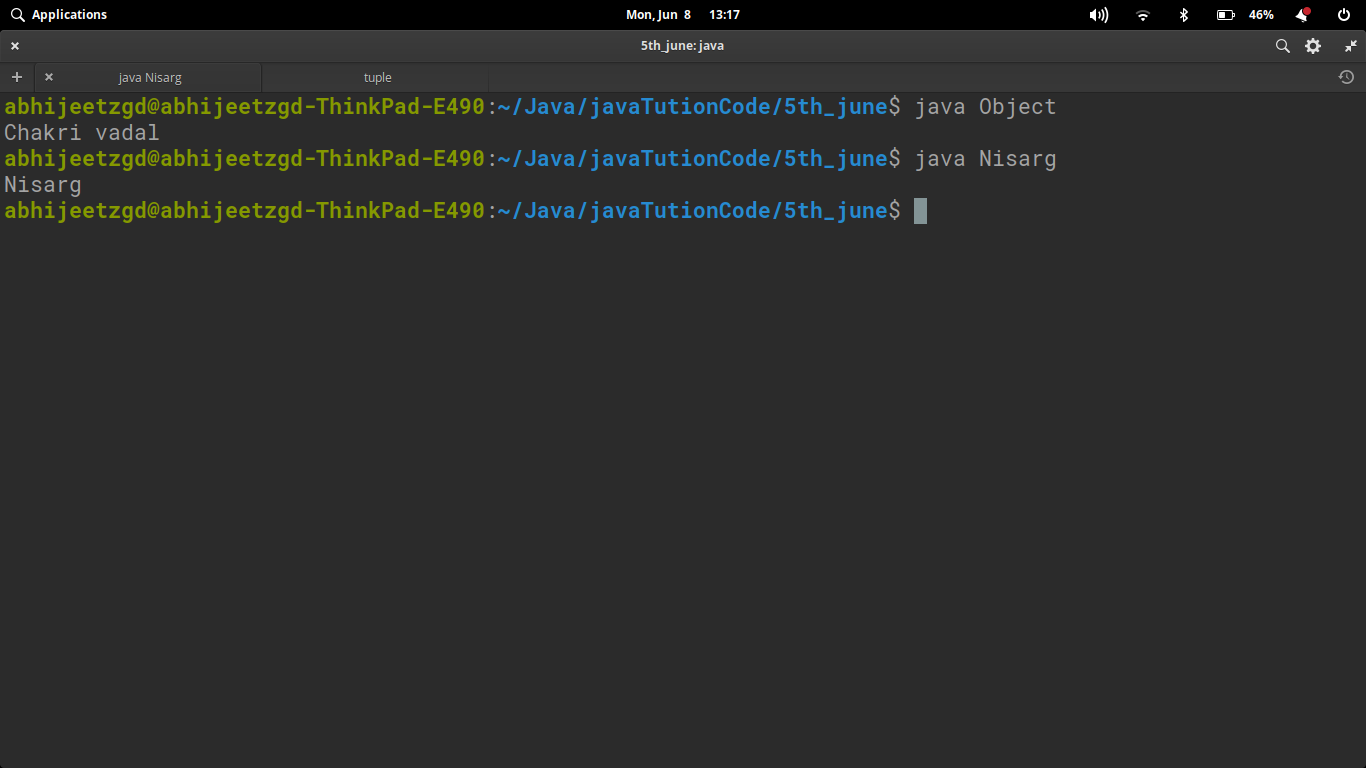 Applications Mon, Jun 8 13:17 46%
5th_june: java
java Nisarg tuple
abhijeetzgd@abhijeetzgd-ThinkPad-E490:~/Java/javaTutionCode/5th_june$ java Object
Chakri vadal
abhijeetzgd@abhijeetzgd-ThinkPad-E490:~/Java/javaTutionCode/5th_june$ java Nisarg
Nisarg
abhijeetzgd@abhijeetzgd-ThinkPad-E490:~/Java/javaTutionCode/5th_june$